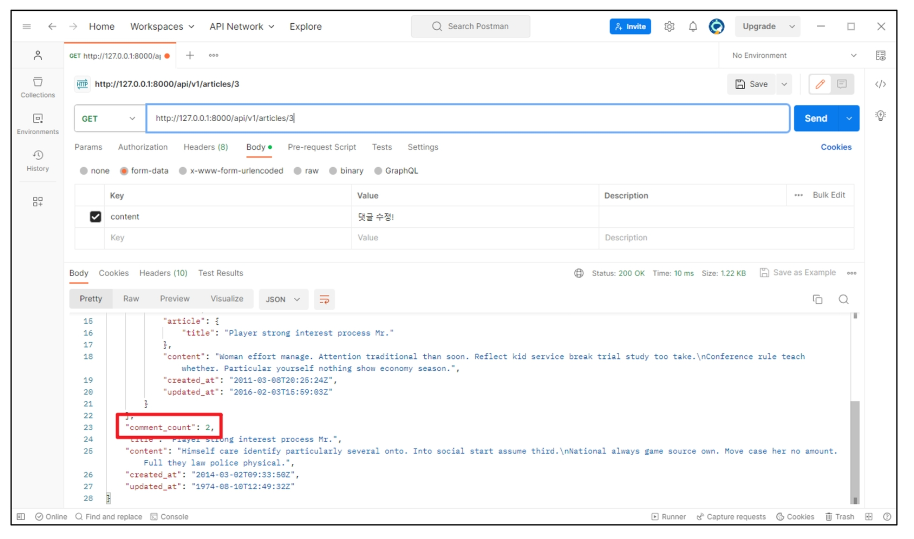 Home Workspaces API Network Explore Search Postman Invite Upgrade
GET http://127.0.0.1:8000/ap No Environment
HTTP http://127.0.0.1:8000/api/v1/articles/3 Save
Collections
GET http://127.0.0.1:8000/api/v1/articles/3 Send
Environments
Params Authorization Headers (8) Body Pre-request Script Tests Settings Cookies
History
none form-data x-www-form-urlencoded raw binary GraphQL
Key Value Description Bulk Edit
content 댓글 수정!
Key Value Description
Body Cookies Headers (10) Test Results Status: 200 OK Time: 10 ms Size: 1.22 KB Save as Example
Pretty Raw Preview Visualize JSON
15 "article": {
16 "title": "Player strong interest process Mr."
17 },
18 "content": "Woman effort manage. Attention traditional than soon. Reflect kid service break trial study too take.\nConference rule teach
whether. Particular yourself nothing show economy season.",
19 "created_at": "2011-03-08T20:25:24Z",
20 "updated_at": "2016-02-03T15:59:03Z"
21 }
22 },
23 "comment_count": 2,
24 "title": "Player strong interest process Mr.",
25 "content": "Himself care identify particularly several onto. Into social start assume third.\nNational always game source own. Move case her no amount.
Full they law police physical.",
26 "created_at": "2014-03-02T09:33:50Z",
27 "updated_at": "1974-08-10T12:49:32Z"
28 }
Online Find and replace Console Runner Capture requests Cookies Trash